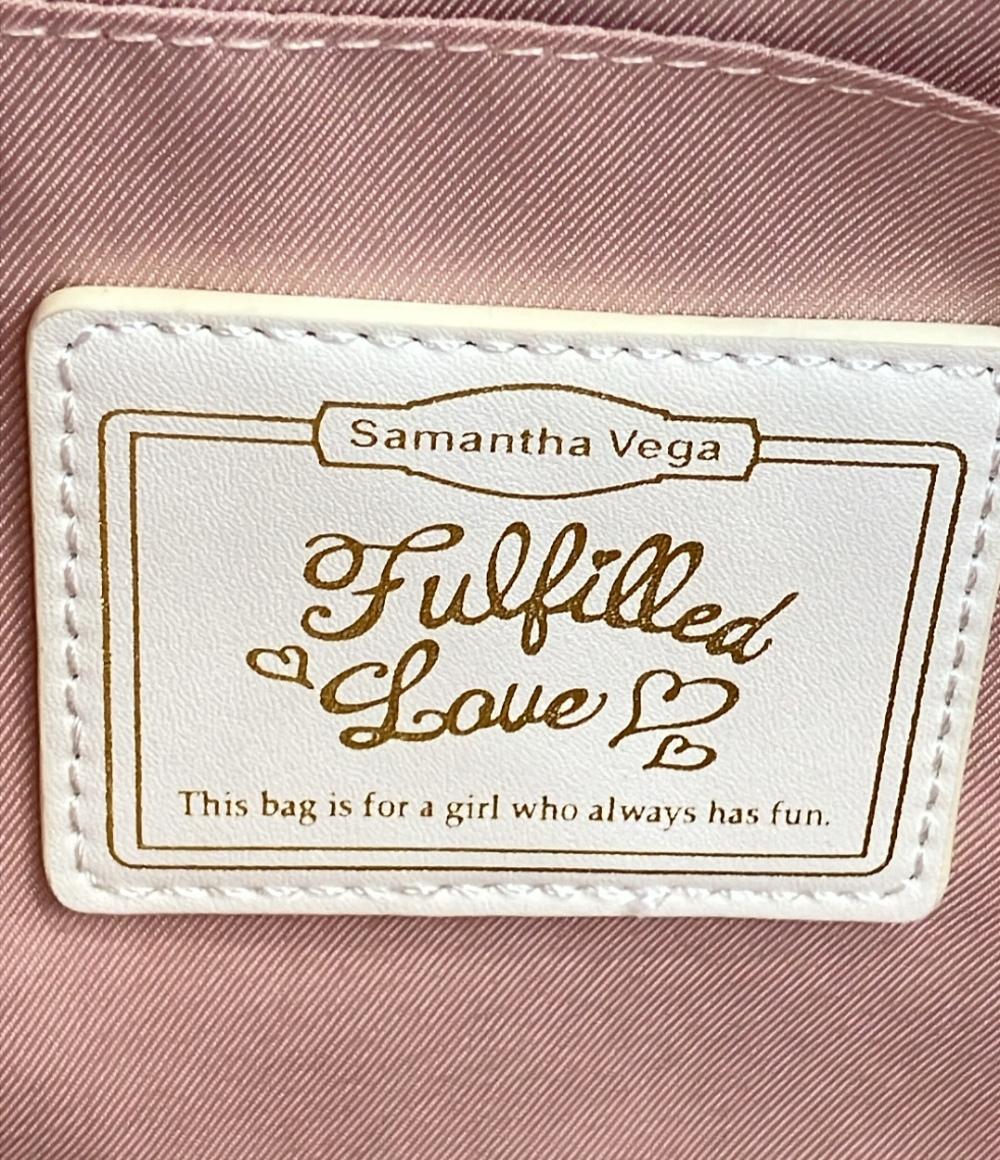 Samantha Vega
Fulfilled
Love
This bag is for a girl who always has fun.